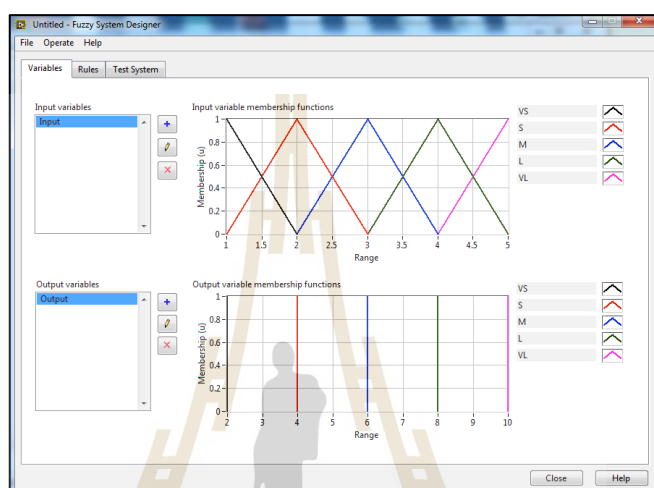 Untitled - Fuzzy System Designer
File Operate Help
Variables Rules Test System
Input variables
Input
Input variable membership functions
Membership (u)
1
0.8
0.6
0.4
0.2
0
1 1.5 2 2.5 3 3.5 4 4.5 5
Range
VS
S
M
L
VL
Output variables
Output
Output variable membership functions
Membership (u)
1
0.8
0.6
0.4
0.2
0
2 3 4 5 6 7 8 9 10
Range
VS
S
M
L
VL
Close Help